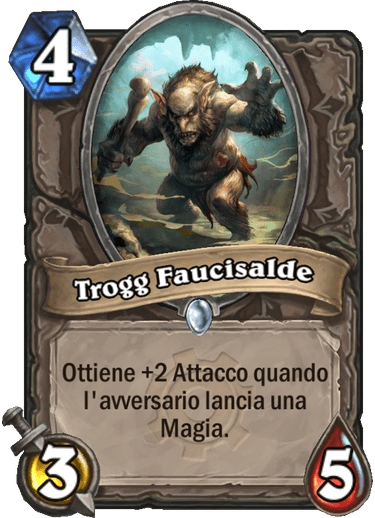 4
Trogg Faucisalde
Ottiene +2 Attacco quando
l'avversario lancia una
Magia.
3
5